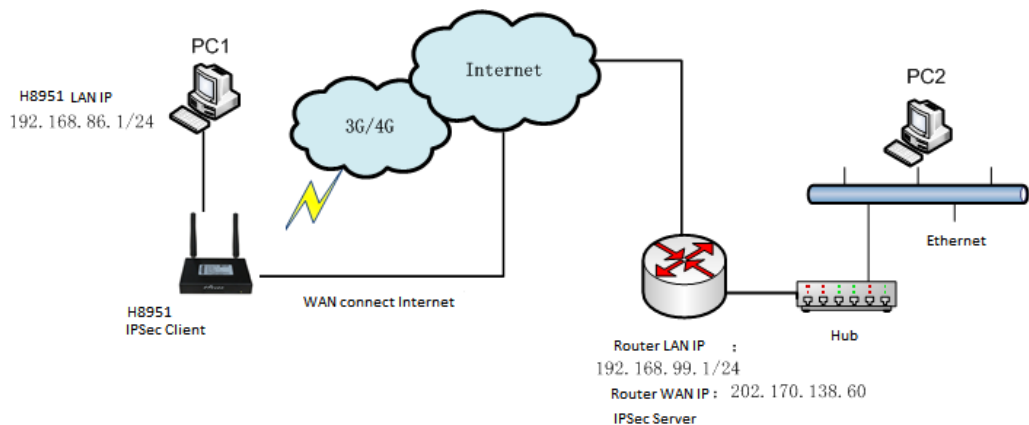 PC1
H8951 LAN IP
192. 168. 86. 1/24
Internet
3G/4G
PC2
Ethernet
H8951
IPSec Client
WAN connect Internet
Hub
Router LAN IP ：
192. 168. 99. 1/24
Router WAN IP： 202. 170. 138. 60
IPSec Server